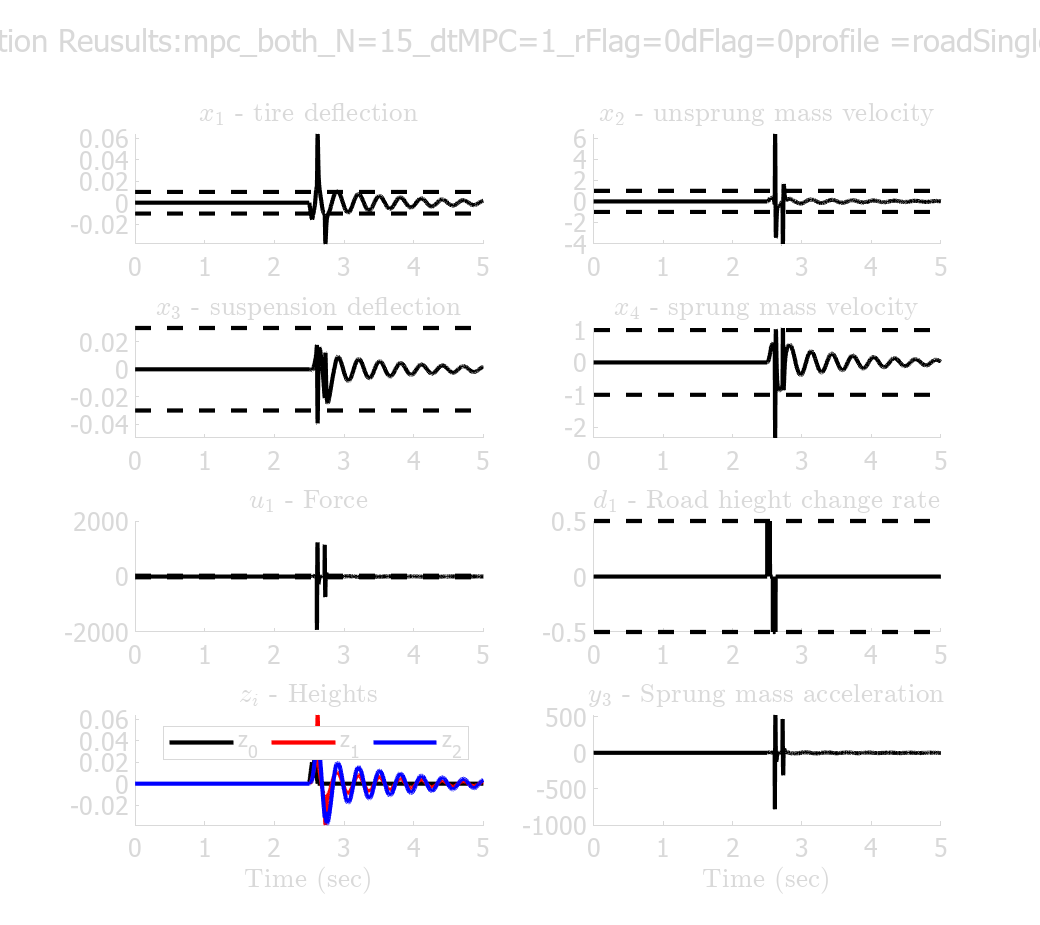 tion Reusults:mpc_both_N=15_dtMPC=1_rFlag=0dFlag=0profile =roadSingle
x₁ - tire deflection
0.06
0.04
0.02
0
-0.02
0 1 2 3 4 5
x₂ - unsprung mass velocity
6
4
2
0
-2
-4
0 1 2 3 4 5
x₃ - suspension deflection
0.02
0
-0.02
-0.04
0 1 2 3 4 5
x₄ - sprung mass velocity
1
0
-1
-2
0 1 2 3 4 5
u₁ - Force
2000
0
-2000
0 1 2 3 4 5
d₁ - Road hieght change rate
0.5
0
-0.5
0 1 2 3 4 5
zᵢ - Heights
0.06
0.04
0.02
0
-0.02
z₀ z₁ z₂
0 1 2 3 4 5
Time (sec)
y₃ - Sprung mass acceleration
500
0
-500
-1000
0 1 2 3 4 5
Time (sec)